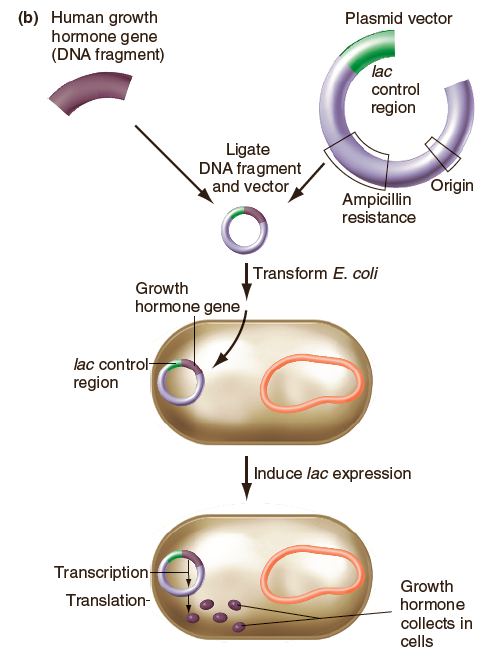 (b) Human growth
hormone gene
(DNA fragment)
Plasmid vector
lac
control
region
Ligate
DNA fragment
and vector
Origin
Ampicillin
resistance
Transform E. coli
Growth
hormone gene
lac control
region
Induce lac expression
Transcription
Translation
Growth
hormone
collects in
cells